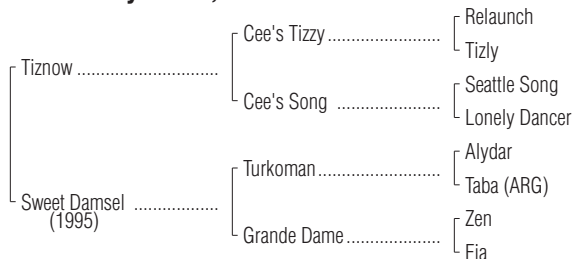 Relaunch
Cee's Tizzy
Tizly
Tiznow
Seattle Song
Cee's Song
Lonely Dancer
Alydar
Turkoman
Taba (ARG)
Sweet Damsel
(1995)
Zen
Grande Dame